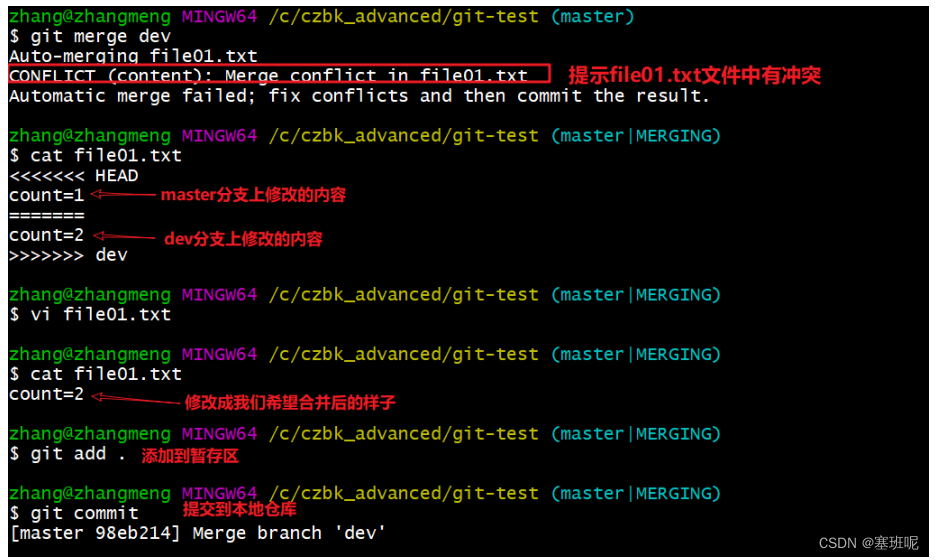 zhang@zhangmeng MINGW64 /c/czbk_advanced/git-test (master)
$ git merge dev
Auto-merging file01.txt
CONFLICT (content): Merge conflict in file01.txt 提示file01.txt文件中有冲突
Automatic merge failed; fix conflicts and then commit the result.
zhang@zhangmeng MINGW64 /c/czbk_advanced/git-test (master|MERGING)
$ cat file01.txt
<<<<<<< HEAD
count=1 master分支上修改的内容
=======
count=2 dev分支上修改的内容
>>>>>>> dev
zhang@zhangmeng MINGW64 /c/czbk_advanced/git-test (master|MERGING)
$ vi file01.txt
zhang@zhangmeng MINGW64 /c/czbk_advanced/git-test (master|MERGING)
$ cat file01.txt
count=2 修改成我们希望合并后的样子
zhang@zhangmeng MINGW64 /c/czbk_advanced/git-test (master|MERGING)
$ git add . 添加到暂存区
zhang@zhangmeng MINGW64 /c/czbk_advanced/git-test (master|MERGING)
$ git commit 提交到本地仓库
[master 98eb214] Merge branch 'dev'
CSDN @塞班呢